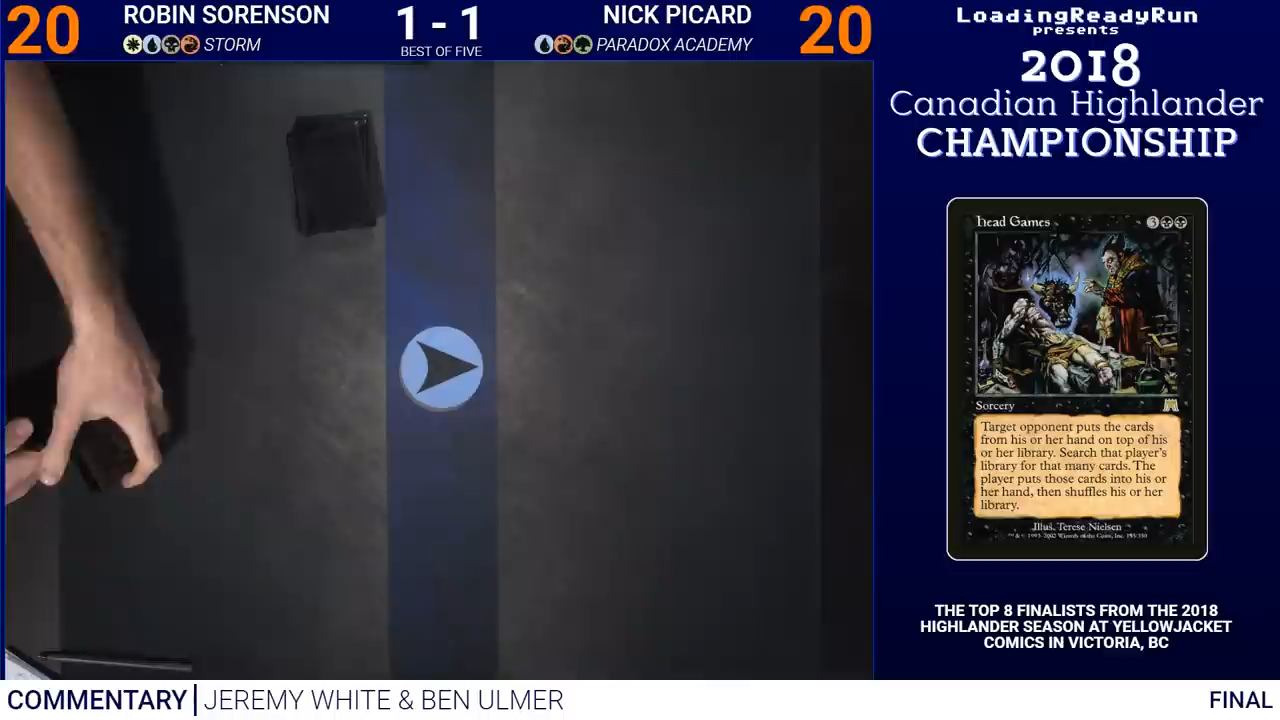 20
ROBIN SORENSON
STORM
1 - 1
BEST OF FIVE
NICK PICARD
PARADOX ACADEMY
20
LoadingReadyRun
presents
2018
Canadian Highlander
CHAMPIONSHIP
Head Games
3
Sorcery
Target opponent puts the cards
from his or her hand on top of his
or her library. Search that player's
library for that many cards. The
player puts those cards into his or
her hand, then shuffles his or her
library.
Illus. Terese Nielsen
THE TOP 8 FINALISTS FROM THE 2018
HIGHLANDER SEASON AT YELLOWJACKET
COMICS IN VICTORIA, BC
COMMENTARY
JEREMY WHITE & BEN ULMER
FINAL